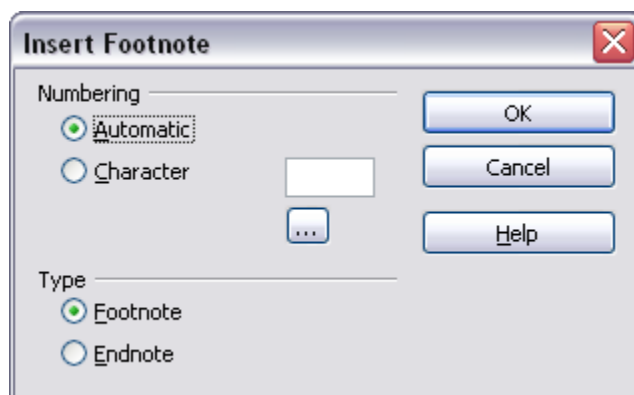 Insert Footnote
Numbering
Automatic
Character
...
Type
Footnote
Endnote
OK
Cancel
Help